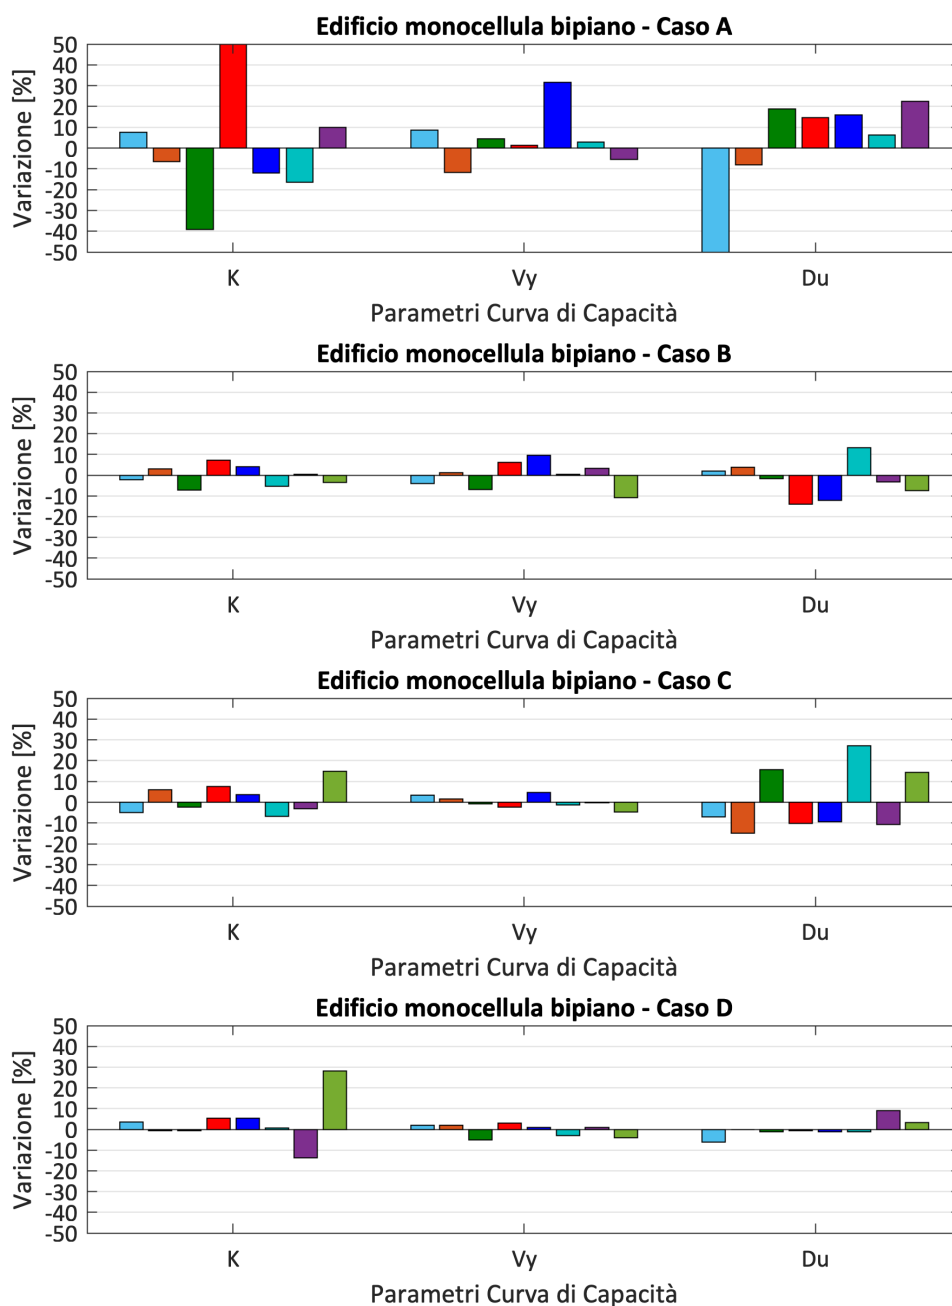 Edificio monocellula bipiano - Caso A
Variazione [%]
50
40
30
20
10
0
-10
-20
-30
-40
-50
K Vy Du
Parametri Curva di Capacità
Edificio monocellula bipiano - Caso B
Variazione [%]
50
40
30
20
10
0
-10
-20
-30
-40
-50
K Vy Du
Parametri Curva di Capacità
Edificio monocellula bipiano - Caso C
Variazione [%]
50
40
30
20
10
0
-10
-20
-30
-40
-50
K Vy Du
Parametri Curva di Capacità
Edificio monocellula bipiano - Caso D
Variazione [%]
50
40
30
20
10
0
-10
-20
-30
-40
-50
K Vy Du
Parametri Curva di Capacità